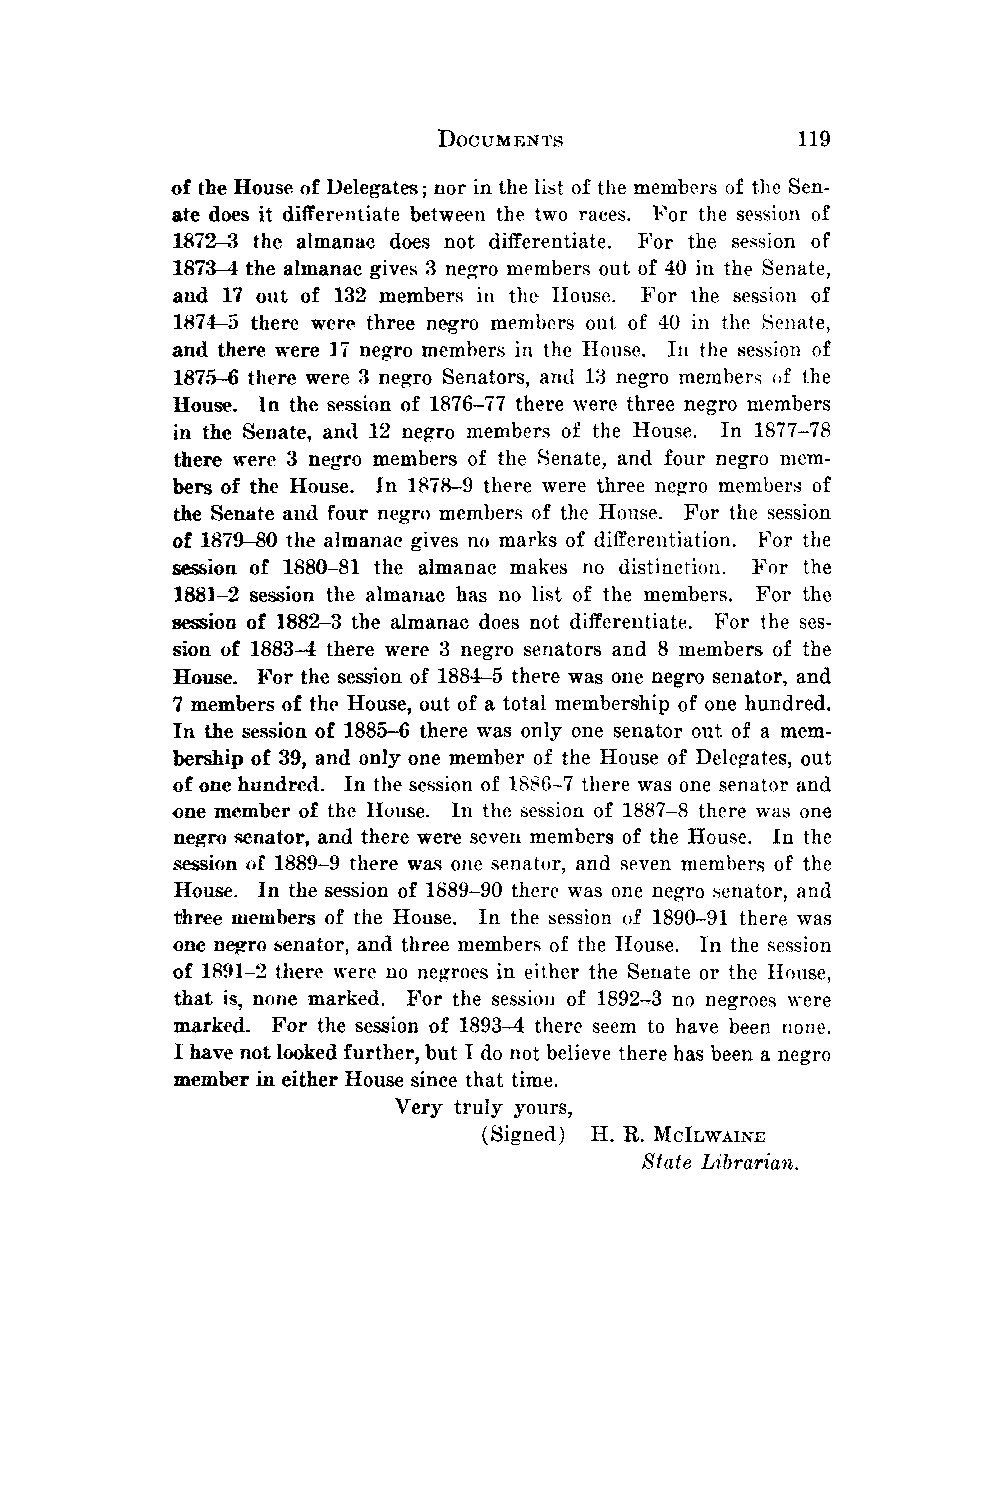 DOCUMENTS 119
of the House of Delegates; nor in the list of the members of the Sen-
ate does it differentiate between the two races. For the session of
1872–3 the almanac does not differentiate. For the session of
1873–4 the almanac gives 3 negro members out of 40 in the Senate,
and 17 out of 132 members in the House. For the session of
1874–5 there were three negro members out of 40 in the Senate,
and there were 17 negro members in the House. In the session of
1875–6 there were 3 negro Senators, and 13 negro members of the
House. In the session of 1876–77 there were three negro members
in the Senate, and 12 negro members of the House. In 1877–78
there were 3 negro members of the Senate, and four negro mem-
bers of the House. In 1878–9 there were three negro members of
the Senate and four negro members of the House. For the session
of 1879–80 the almanac gives no marks of differentiation. For the
session of 1880–81 the almanac makes no distinction. For the
1881–2 session the almanac has no list of the members. For the
session of 1882–3 the almanac does not differentiate. For the ses-
sion of 1883–4 there were 3 negro senators and 8 members of the
House. For the session of 1884–5 there was one negro senator, and
7 members of the House, out of a total membership of one hundred.
In the session of 1885–6 there was only one senator out of a mem-
bership of 39, and only one member of the House of Delegates, out
of one hundred. In the session of 1886–7 there was one senator and
one member of the House. In the session of 1887–8 there was one
negro senator, and there were seven members of the House. In the
session of 1889–9 there was one senator, and seven members of the
House. In the session of 1889–90 there was one negro senator, and
three members of the House. In the session of 1890–91 there was
one negro senator, and three members of the House. In the session
of 1891–2 there were no negroes in either the Senate or the House,
that is, none marked. For the session of 1892–3 no negroes were
marked. For the session of 1893–4 there seem to have been none.
I have not looked further, but I do not believe there has been a negro
member in either House since that time.
Very truly yours,
(Signed) H. R. MCILWAINE
State Librarian.